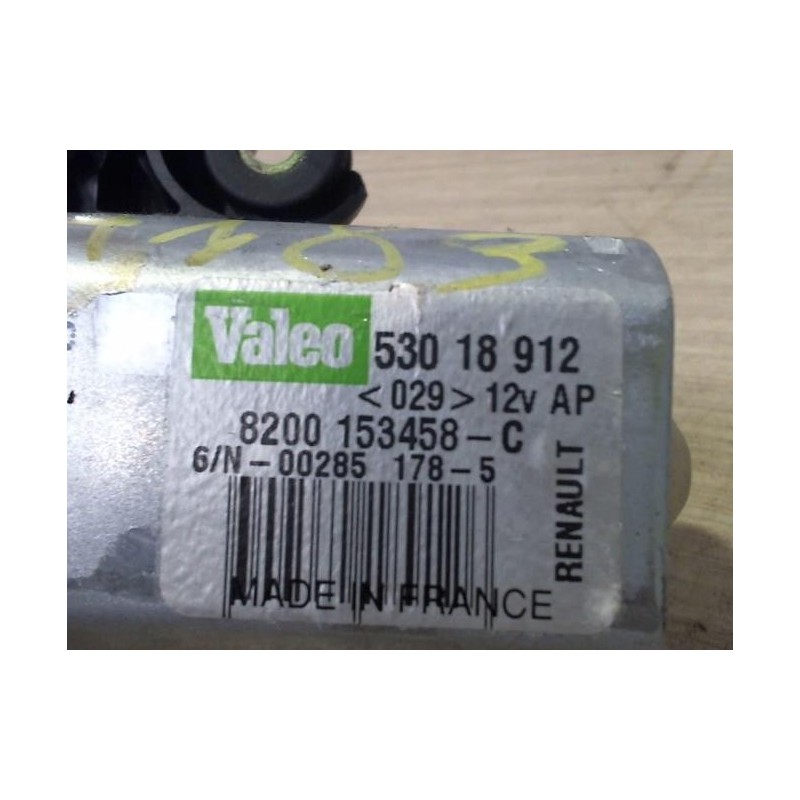 Valeo 530 18 912
<029> 12v AP
8200 153458-C
6/N-00285 178-5
RENAULT
MADE IN FRANCE